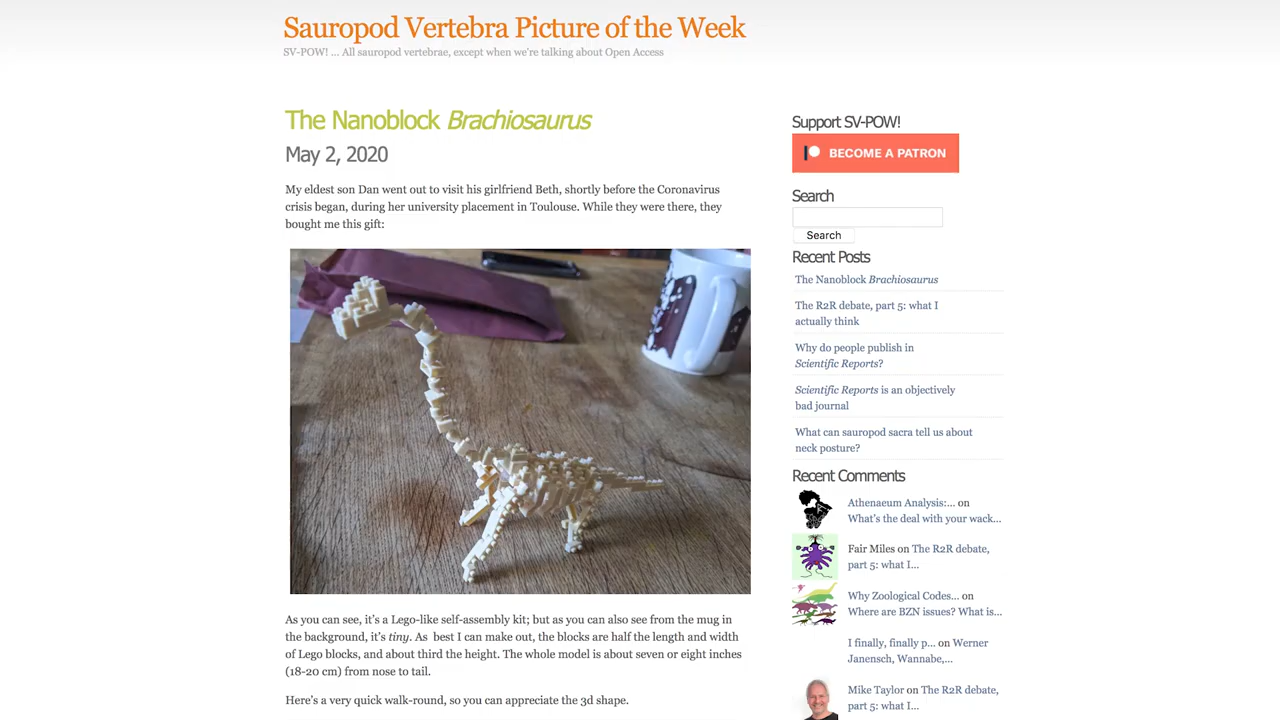 Sauropod Vertebra Picture of the Week
SV-POW! ... All sauropod vertebrae, except when we're talking about Open Access
The Nanoblock Brachiosaurus
May 2, 2020
My eldest son Dan went out to visit his girlfriend Beth, shortly before the Coronavirus
crisis began, during her university placement in Toulouse. While they were there, they
bought me this gift:
As you can see, it's a Lego-like self-assembly kit; but as you can also see from the mug in
the background, it's tiny. As best I can make out, the blocks are half the length and width
of Lego blocks, and about third the height. The whole model is about seven or eight inches
(18-20 cm) from nose to tail.
Here's a very quick walk-round, so you can appreciate the 3d shape.
Support SV-POW!
BECOME A PATRON
Search
Search
Recent Posts
The Nanoblock Brachiosaurus
The R2R debate, part 5: what I
actually think
Why do people publish in
Scientific Reports?
Scientific Reports is an objectively
bad journal
What can sauropod sacra tell us about
neck posture?
Recent Comments
Athenaeum Analysis:... on
What's the deal with your wack...
Fair Miles on The R2R debate,
part 5: what I...
Why Zoological Codes... on
Where are BZN issues? What is...
I finally, finally p... on Werner
Janensch, Wannabe,...
Mike Taylor on The R2R debate,
part 5: what I...